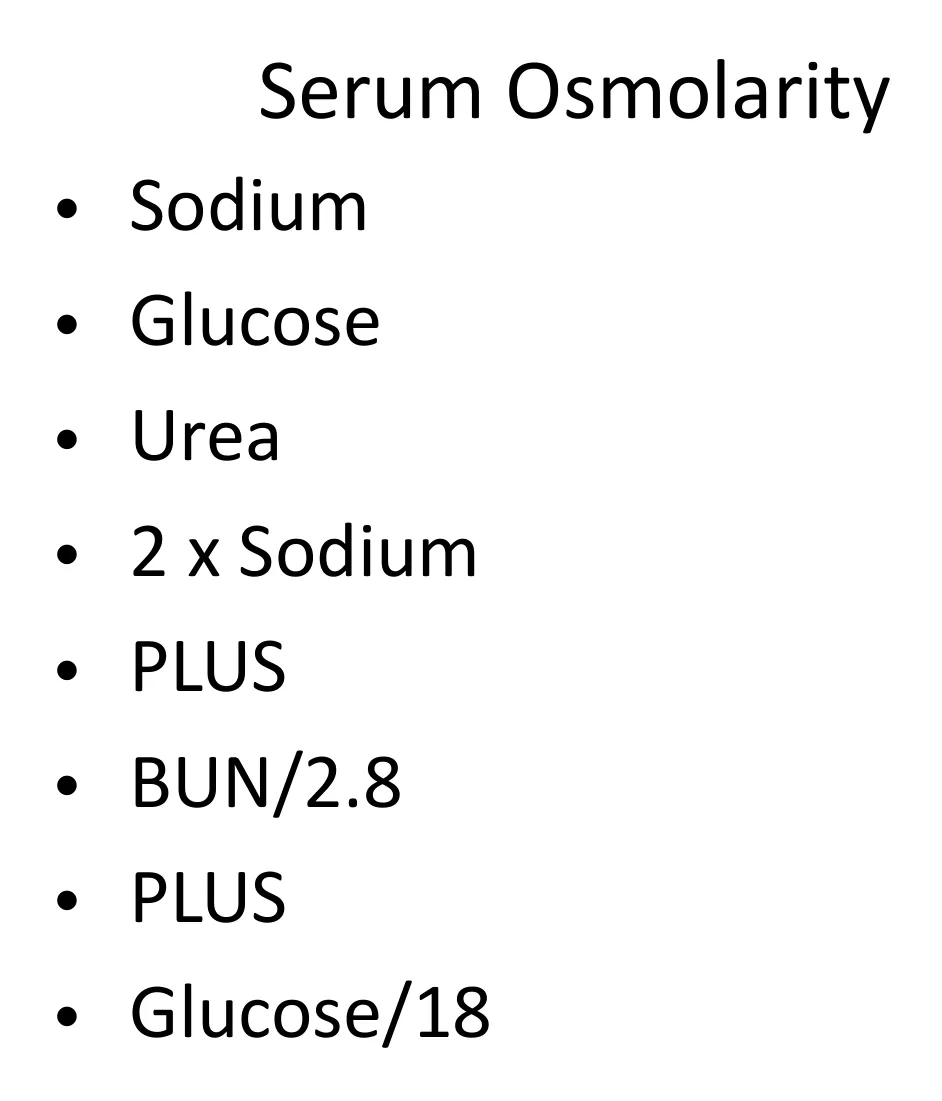 Serum Osmolarity
• Sodium
• Glucose
• Urea
• 2 x Sodium
• PLUS
• BUN/2.8
• PLUS
• Glucose/18